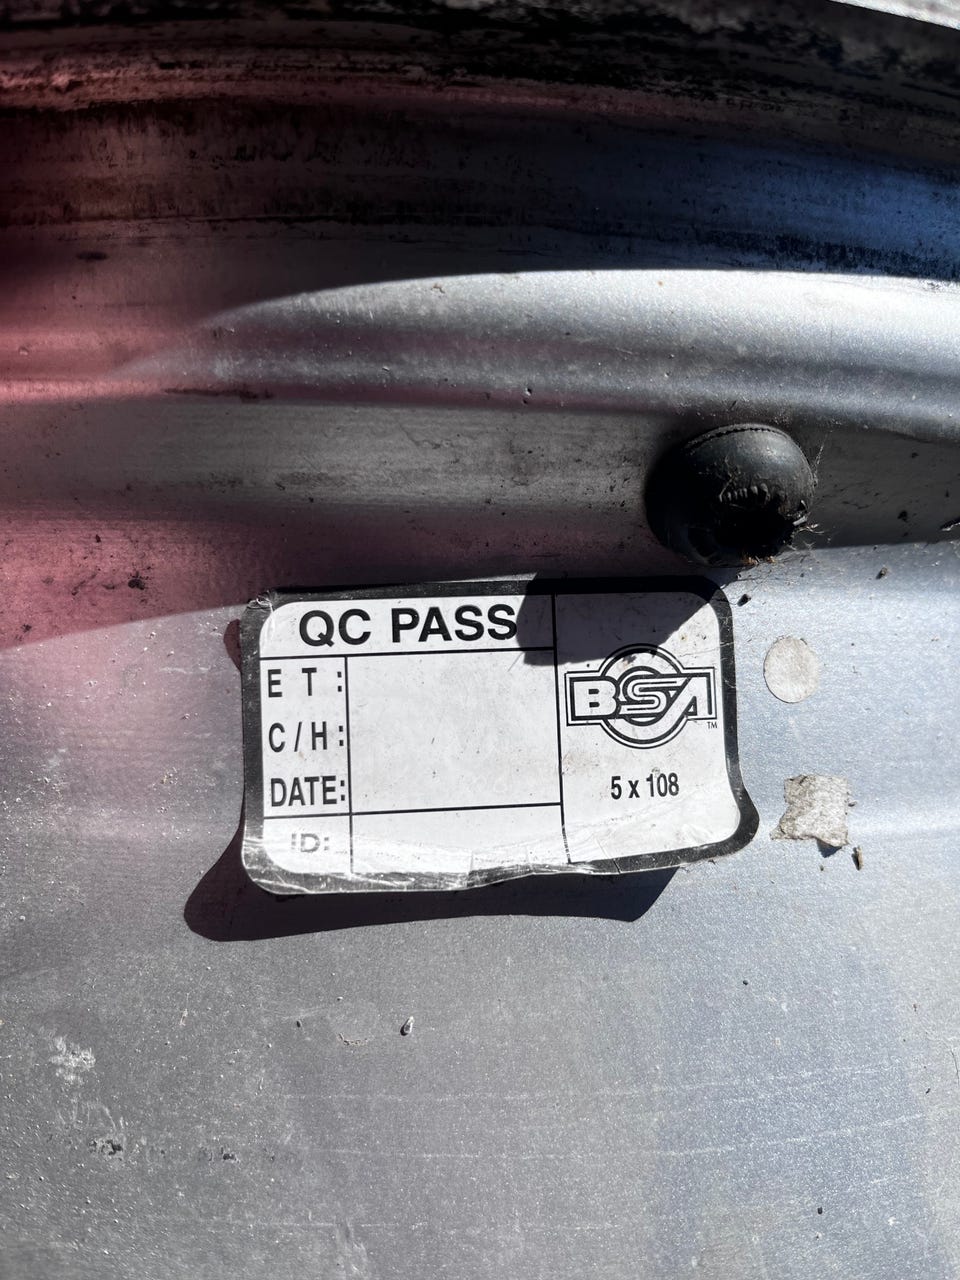 QC PASS
E T :
C/H:
DATE:
ID:
BSA
TM
5 x 108